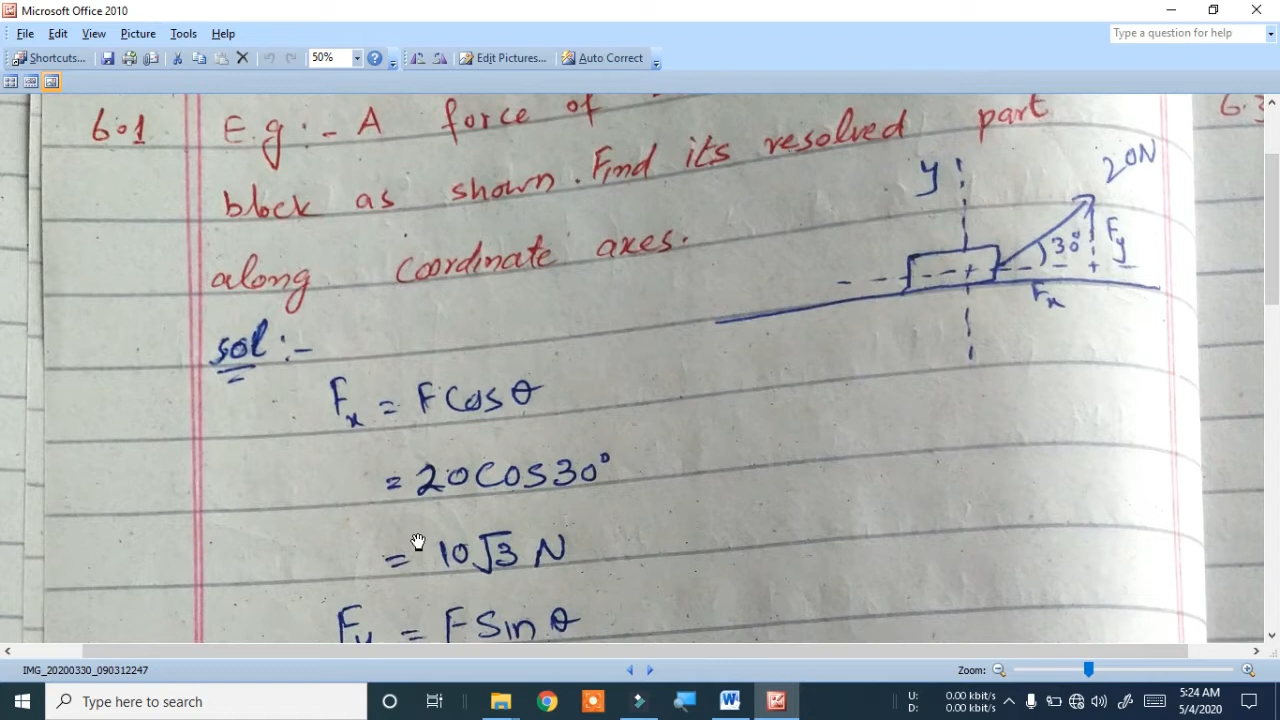 Microsoft Office 2010
File Edit View Picture Tools Help
Type a question for help
Shortcuts... 50% Edit Pictures... Auto Correct
6.1 E.g:- A force of
block as shown. Find its resolved part
along coordinate axes.
6.3
y
20N
30°
Fy
Fx
Sol:-
Fx = F Cos θ
= 20 Cos 30°
= 10√3 N
Fy = F Sin θ
IMG_20200330_090312247
Zoom:
Type here to search
U: 0.00 kbit/s
D: 0.00 kbit/s
5:24 AM
5/4/2020